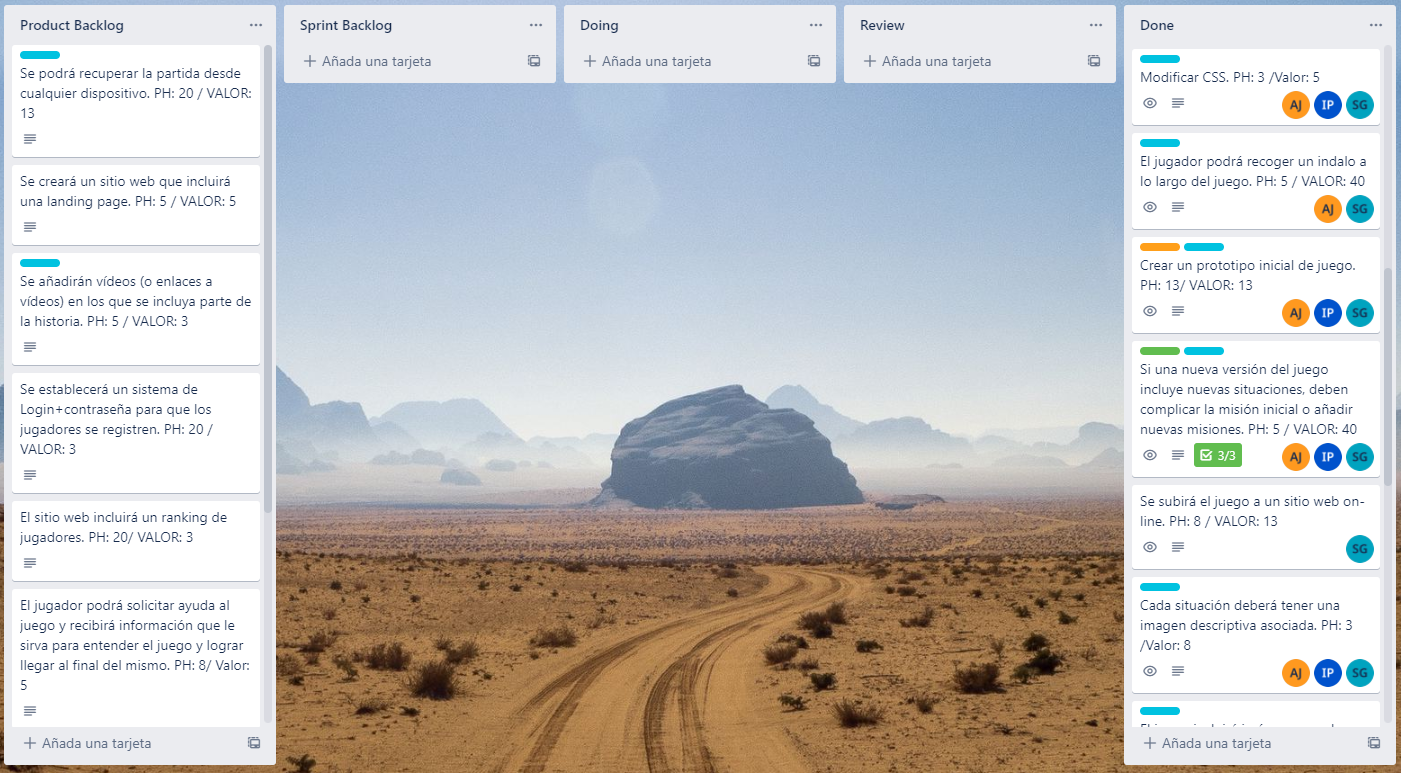 Product Backlog
Se podrá recuperar la partida desde
cualquier dispositivo. PH: 20 / VALOR:
13
Se creará un sitio web que incluirá
una landing page. PH: 5 / VALOR: 5
Se añadirán vídeos (o enlaces a
vídeos) en los que se incluya parte de
la historia. PH: 5 / VALOR: 3
Se establecerá un sistema de
Login+contraseña para que los
jugadores se registren. PH: 20 /
VALOR: 3
El sitio web incluirá un ranking de
jugadores. PH: 20/ VALOR: 3
El jugador podrá solicitar ayuda al
juego y recibirá información que le
sirva para entender el juego y lograr
llegar al final del mismo. PH: 8/ Valor:
5
Añada una tarjeta
Sprint Backlog
Añada una tarjeta
Doing
Añada una tarjeta
Review
Añada una tarjeta
Done
Modificar CSS. PH: 3 /Valor: 5
AJ IP SG
El jugador podrá recoger un indalo a
lo largo del juego. PH: 5 / VALOR: 40
AJ SG
Crear un prototipo inicial de juego.
PH: 13/ VALOR: 13
AJ IP SG
Si una nueva versión del juego
incluye nuevas situaciones, deben
complicar la misión inicial o añadir
nuevas misiones. PH: 5 / VALOR: 40
3/3 AJ IP SG
Se subirá el juego a un sitio web on-
line. PH: 8 / VALOR: 13
SG
Cada situación deberá tener una
imagen descriptiva asociada. PH: 3
/Valor: 8
AJ IP SG
Añada una tarjeta